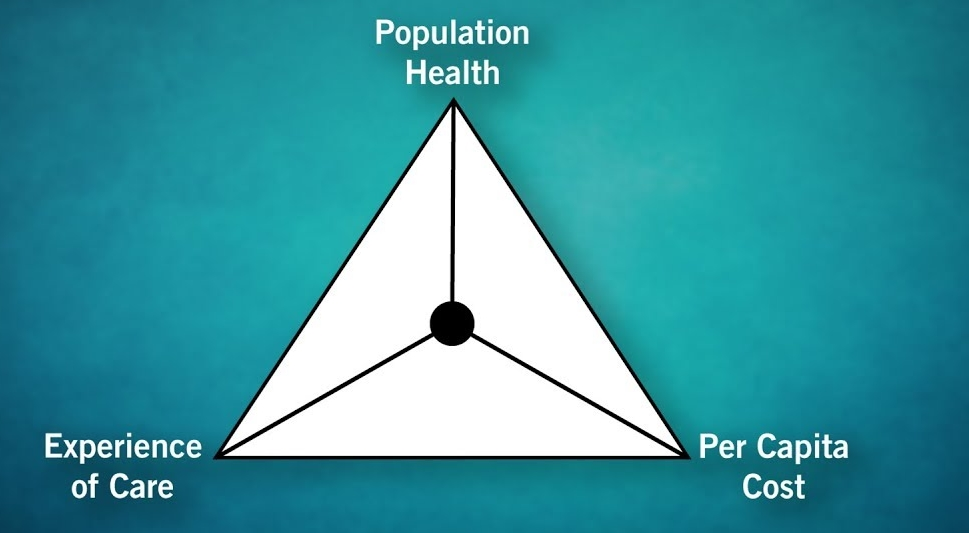 Population
Health
Experience
of Care
Per Capita
Cost